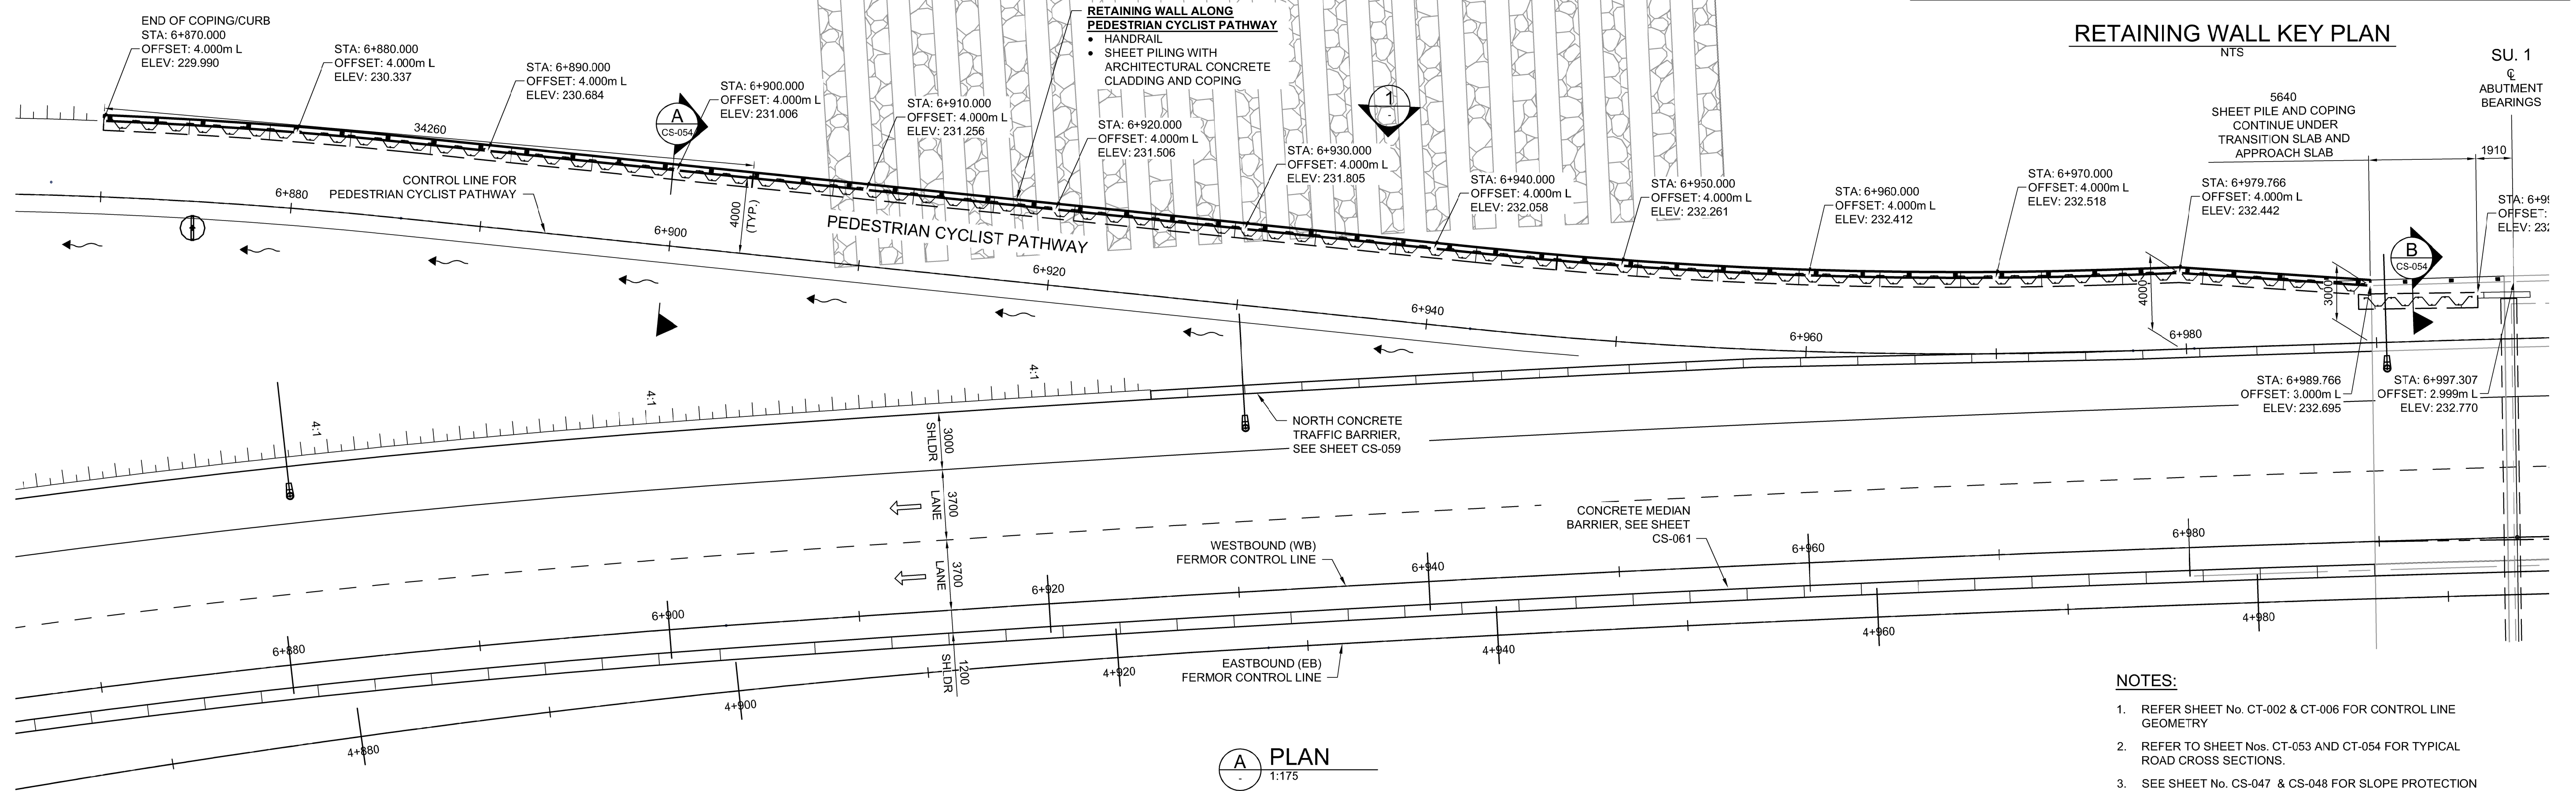 END OF COPING/CURB
STA: 6+870.000
OFFSET: 4.000m L
ELEV: 229.990
STA: 6+880.000
OFFSET: 4.000m L
ELEV: 230.337
STA: 6+890.000
OFFSET: 4.000m L
ELEV: 230.684
STA: 6+900.000
OFFSET: 4.000m L
ELEV: 231.006
A
CS-054
34260
RETAINING WALL ALONG
PEDESTRIAN CYCLIST PATHWAY
• HANDRAIL
• SHEET PILING WITH
ARCHITECTURAL CONCRETE
CLADDING AND COPING
STA: 6+910.000
OFFSET: 4.000m L
ELEV: 231.256
STA: 6+920.000
OFFSET: 4.000m L
ELEV: 231.506
1
-
STA: 6+930.000
OFFSET: 4.000m L
ELEV: 231.805
STA: 6+940.000
OFFSET: 4.000m L
ELEV: 232.058
STA: 6+950.000
OFFSET: 4.000m L
ELEV: 232.261
STA: 6+960.000
OFFSET: 4.000m L
ELEV: 232.412
STA: 6+970.000
OFFSET: 4.000m L
ELEV: 232.518
STA: 6+979.766
OFFSET: 4.000m L
ELEV: 232.442
RETAINING WALL KEY PLAN
NTS
SU. 1
℄
ABUTMENT
BEARINGS
5640
SHEET PILE AND COPING
CONTINUE UNDER
TRANSITION SLAB AND
APPROACH SLAB
1910
STA: 6+99
OFFSET:
ELEV: 232
B
CS-054
CONTROL LINE FOR
PEDESTRIAN CYCLIST PATHWAY
4000
(TYP.)
PEDESTRIAN CYCLIST PATHWAY
6+880
6+900
6+920
6+940
6+960
6+980
4000
3000
STA: 6+989.766
OFFSET: 3.000m L
ELEV: 232.695
STA: 6+997.307
OFFSET: 2.999m L
ELEV: 232.770
4:1
4:1
4:1
NORTH CONCRETE
TRAFFIC BARRIER,
SEE SHEET CS-059
3000
SHLDR
3700
LANE
3700
LANE
1200
SHLDR
CONCRETE MEDIAN
BARRIER, SEE SHEET
CS-061
WESTBOUND (WB)
FERMOR CONTROL LINE
6+880
6+900
6+920
6+940
6+960
6+980
EASTBOUND (EB)
FERMOR CONTROL LINE
4+880
4+900
4+920
4+940
4+960
4+980
A
-
PLAN
1:175
NOTES:
1. REFER SHEET No. CT-002 & CT-006 FOR CONTROL LINE
GEOMETRY
2. REFER TO SHEET Nos. CT-053 AND CT-054 FOR TYPICAL
ROAD CROSS SECTIONS.
3. SEE SHEET No. CS-047 & CS-048 FOR SLOPE PROTECTION